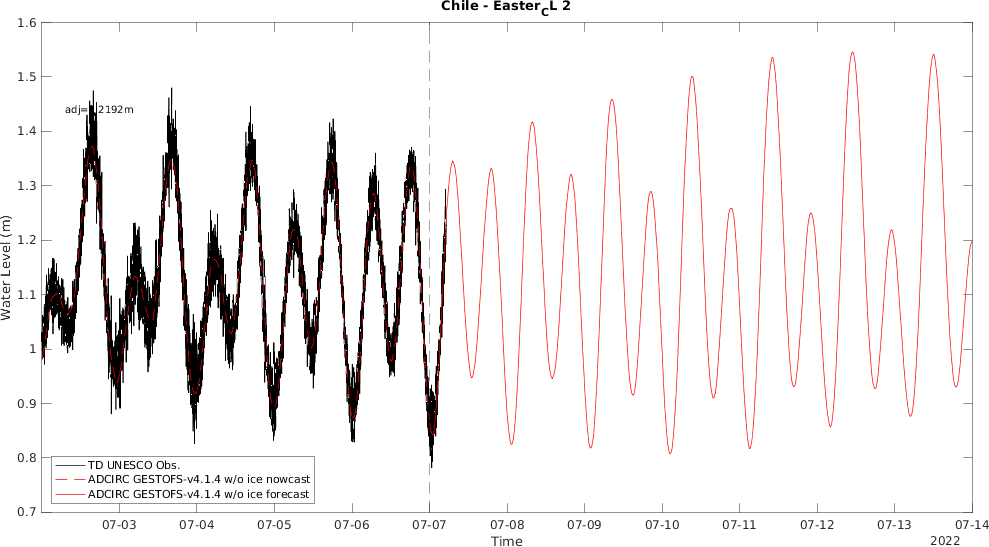 Chile - Easter_CL 2
1.6
1.5
1.4
1.3
1.2
1.1
1
0.9
0.8
0.7
Water Level (m)
adj= 2192m
TD UNESCO Obs.
ADCIRC GESTOFS-v4.1.4 w/o ice nowcast
ADCIRC GESTOFS-v4.1.4 w/o ice forecast
07-03 07-04 07-05 07-06 07-07 07-08 07-09 07-10 07-11 07-12 07-13 07-14
Time
2022